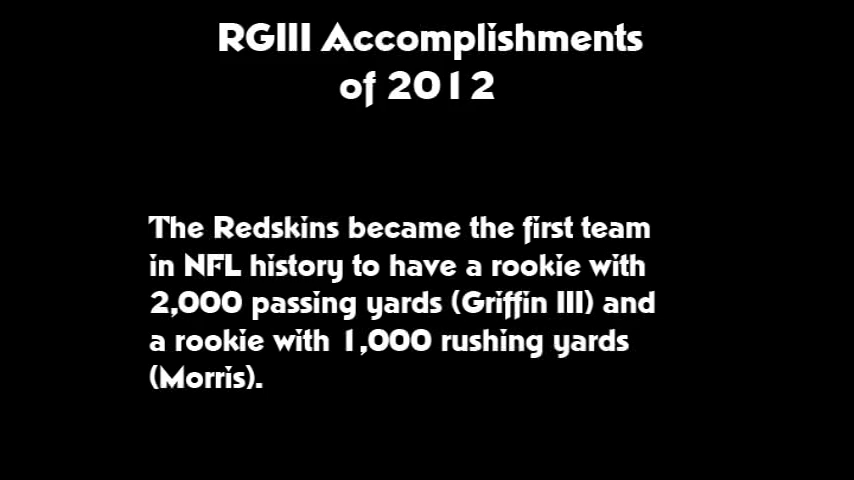 RGIII Accomplishments
of 2012
The Redskins became the first team
in NFL history to have a rookie with
2,000 passing yards (Griffin III) and
a rookie with 1,000 rushing yards
(Morris).